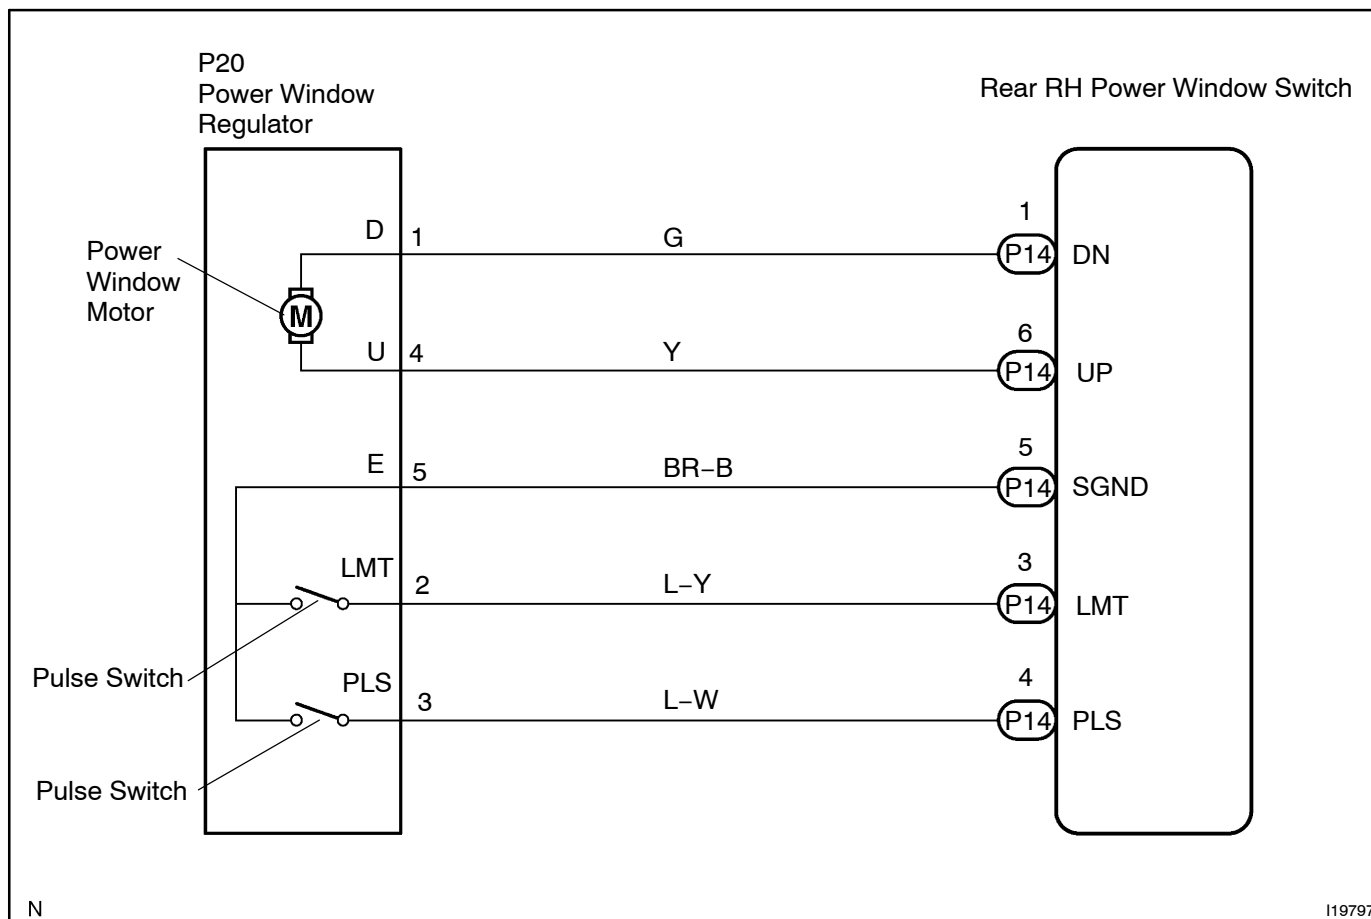 P20
Power Window
Regulator
Rear RH Power Window Switch
Power
Window
Motor
M
D
1
G
1
P14
DN
U
4
Y
6
P14
UP
E
5
BR–B
5
P14
SGND
LMT
2
L–Y
3
P14
LMT
Pulse Switch
PLS
3
L–W
4
P14
PLS
Pulse Switch
N
I19797